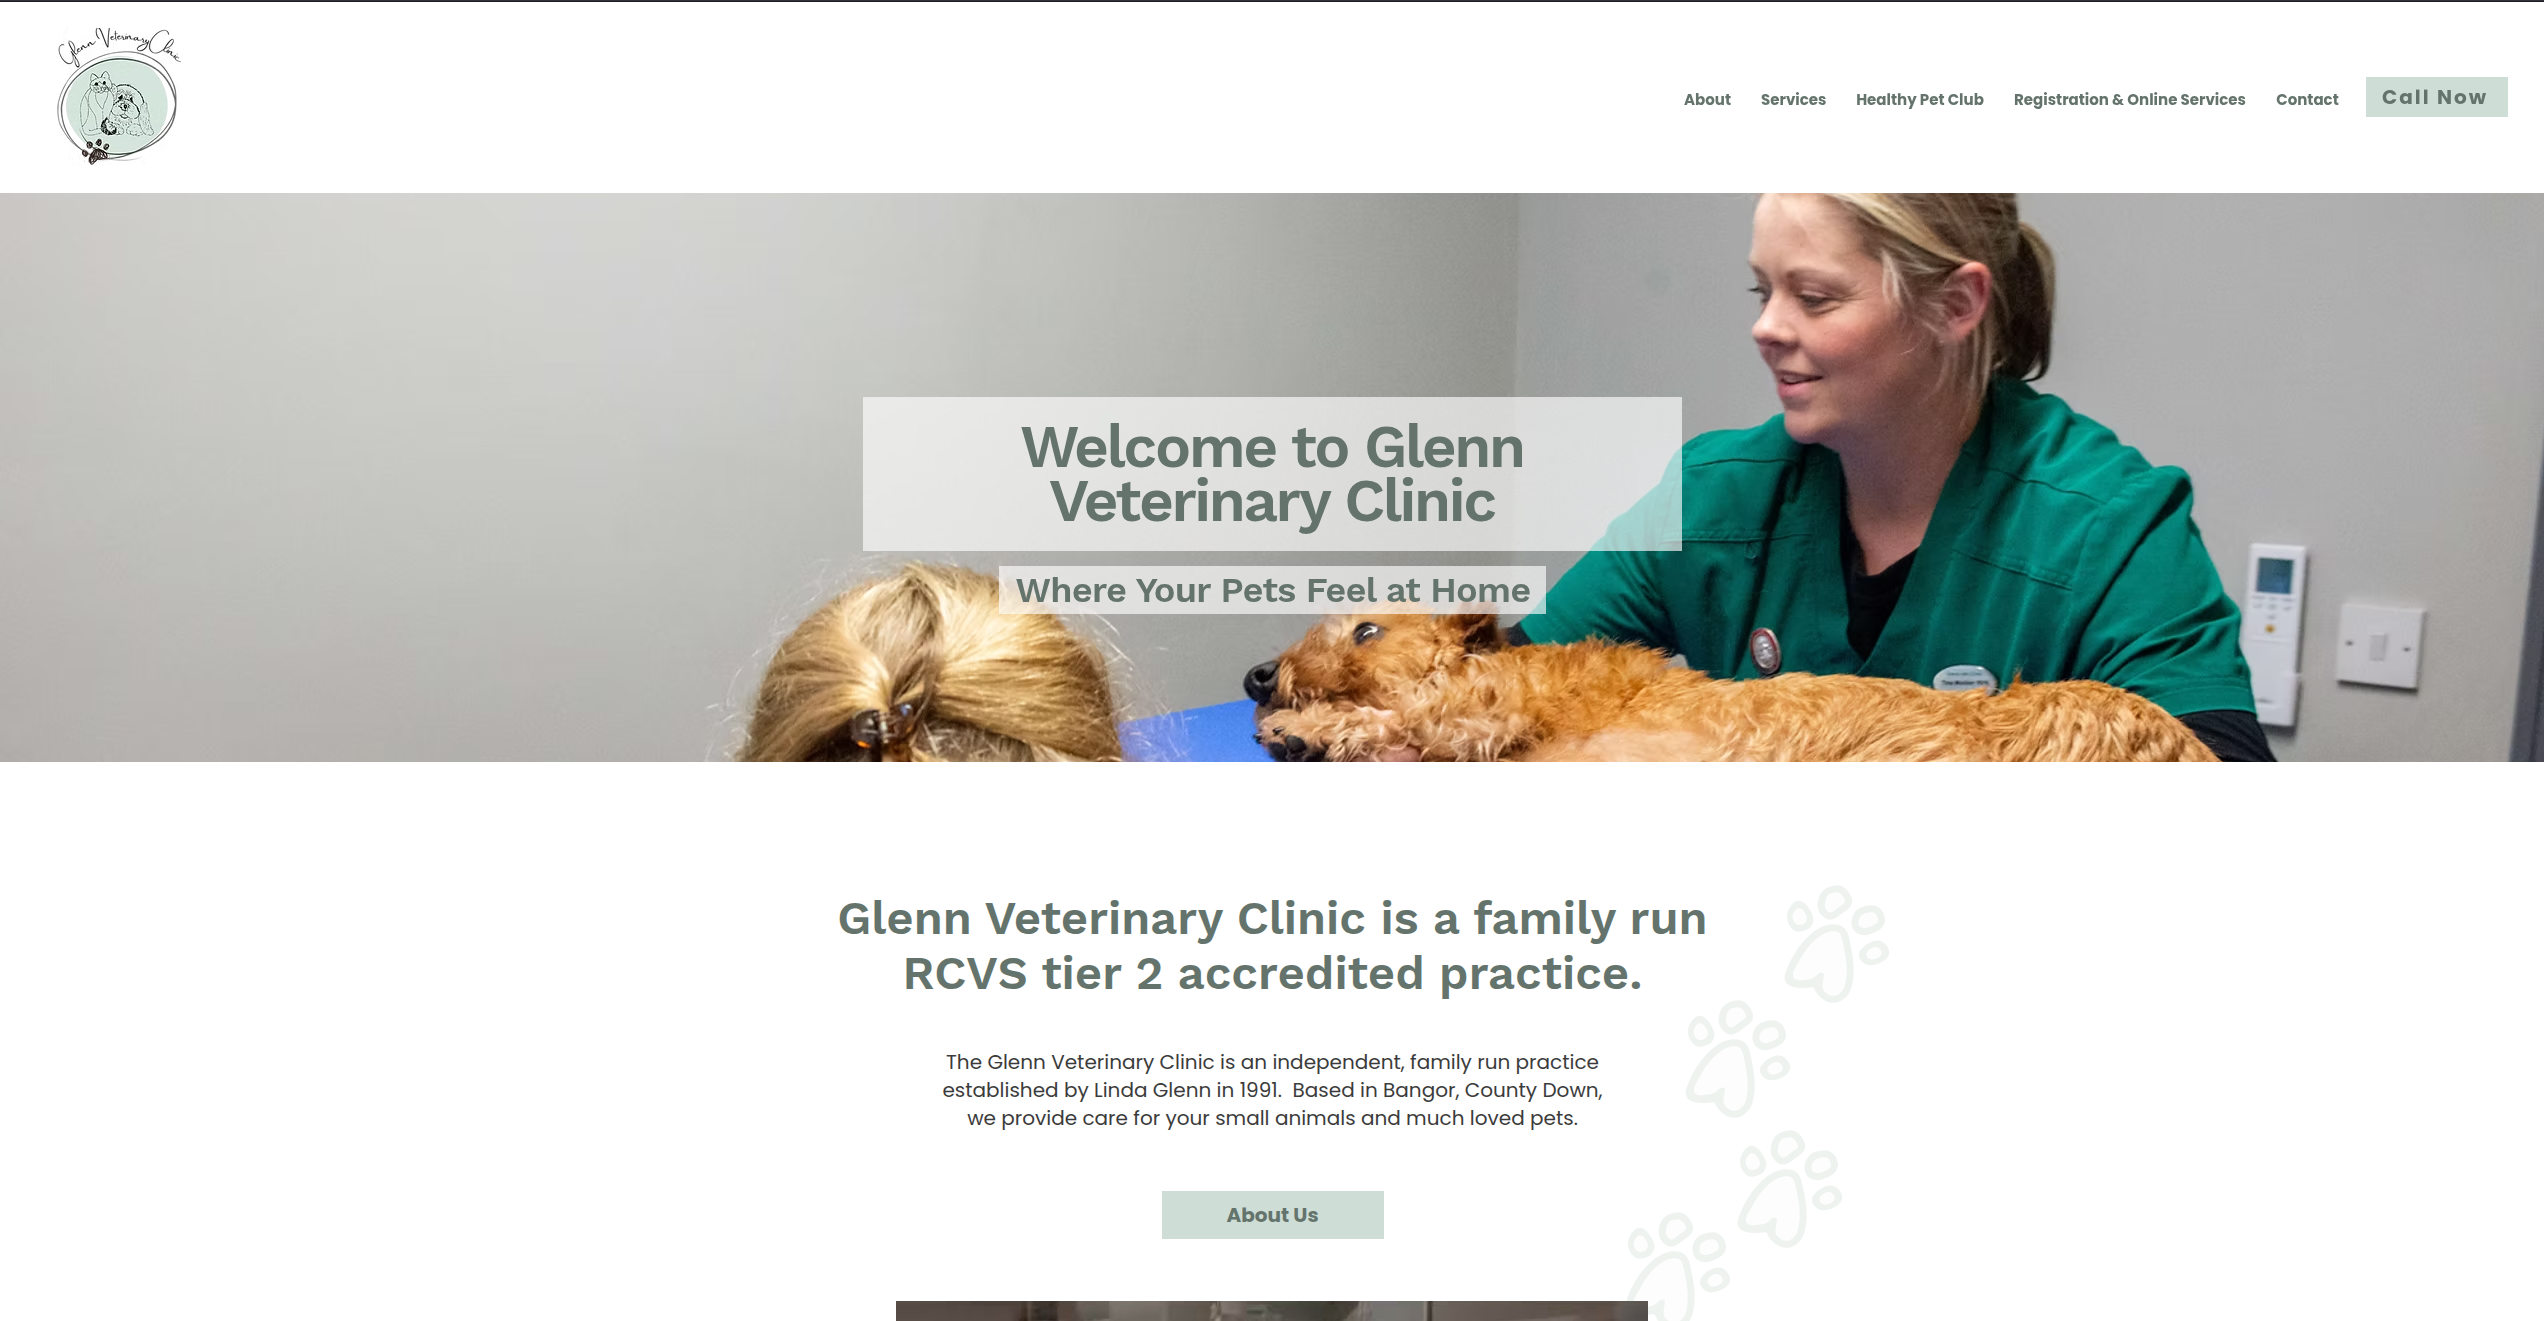 Glenn Veterinary Clinic
About Services Healthy Pet Club Registration & Online Services Contact Call Now
Welcome to Glenn
Veterinary Clinic
Where Your Pets Feel at Home
Glenn Veterinary Clinic is a family run
RCVS tier 2 accredited practice.
The Glenn Veterinary Clinic is an independent, family run practice
established by Linda Glenn in 1991.  Based in Bangor, County Down,
we provide care for your small animals and much loved pets.
About Us